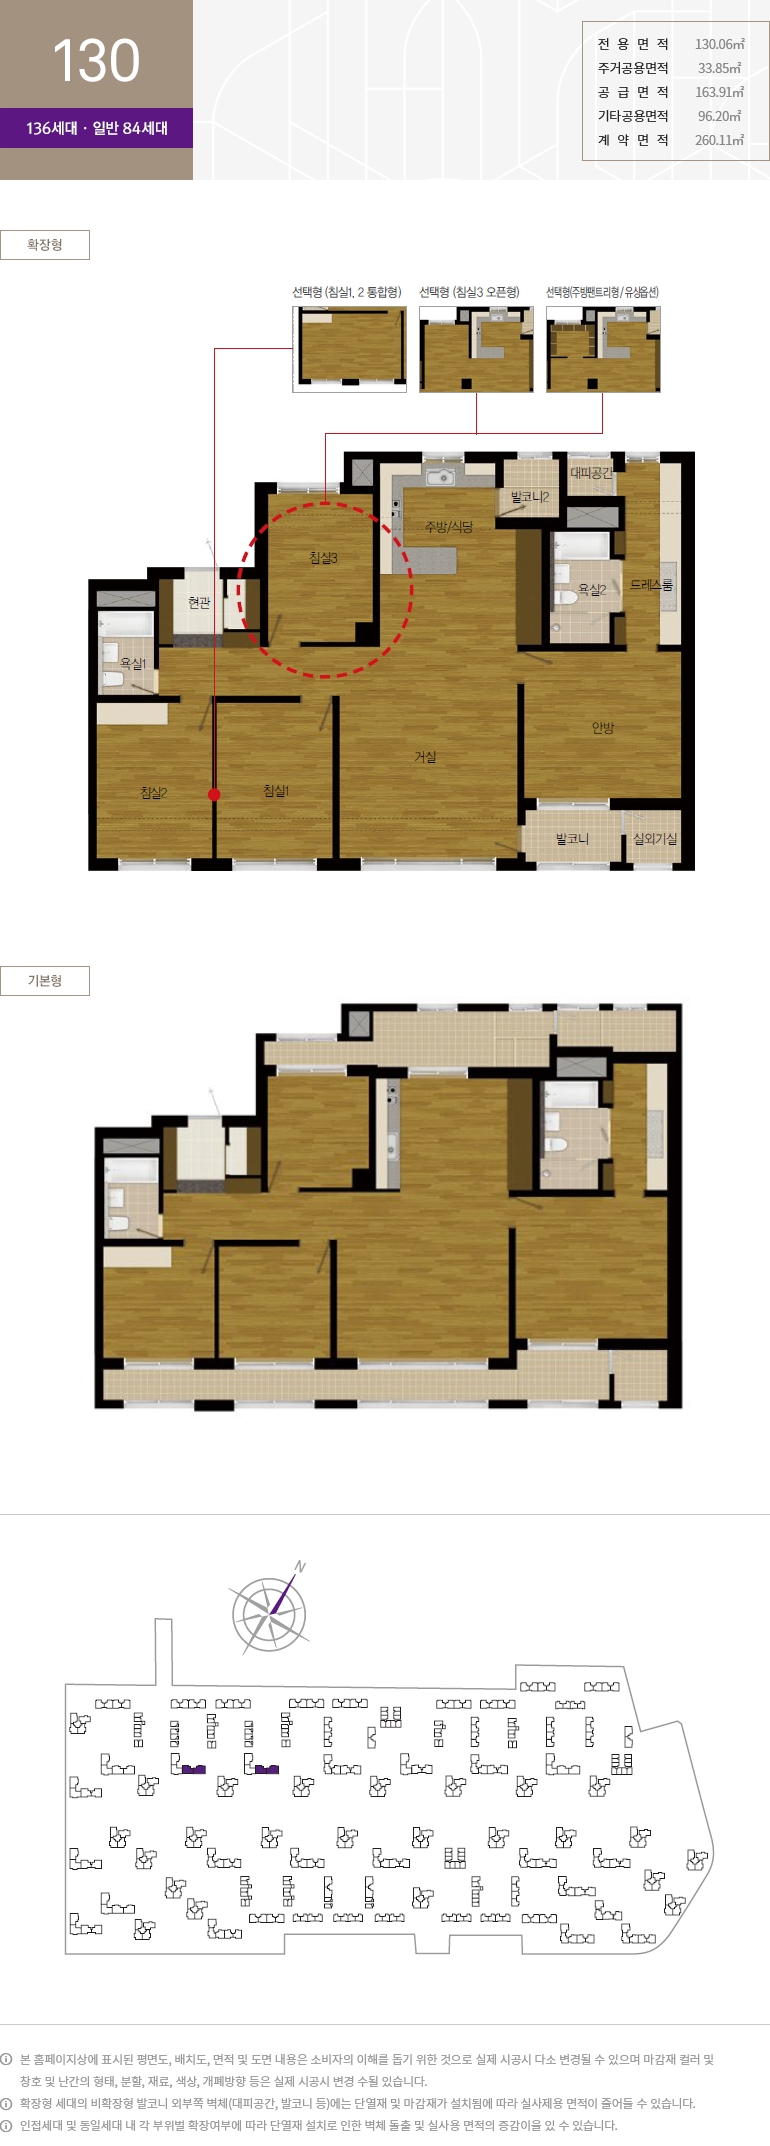 130
136세대 · 일반 84세대
전 용 면 적 130.06㎡
주거공용면적 33.85㎡
공 급 면 적 163.91㎡
기타공용면적 96.20㎡
계 약 면 적 260.11㎡
확장형
선택형 (침실1, 2 통합형)
선택형 (침실3 오픈형)
선택형(주방팬트리형 / 유상옵션)
대피공간
발코니2
주방/식당
침실3
욕실2
드레스룸
현관
욕실1
안방
거실
침실2
침실1
발코니
실외기실
기본형
N
본 홈페이지상에 표시된 평면도, 배치도, 면적 및 도면 내용은 소비자의 이해를 돕기 위한 것으로 실제 시공시 다소 변경될 수 있으며 마감재 컬러 및
창호 및 난간의 형태, 분할, 재료, 색상, 개폐방향 등은 실제 시공시 변경 수될 있습니다.
확장형 세대의 비확장형 발코니 외부쪽 벽체(대피공간, 발코니 등)에는 단열재 및 마감재가 설치됨에 따라 실사제용 면적이 줄어들 수 있습니다.
인접세대 및 동일세대 내 각 부위별 확장여부에 따라 단열재 설치로 인한 벽체 돌출 및 실사용 면적의 증감이을 있 수 있습니다.